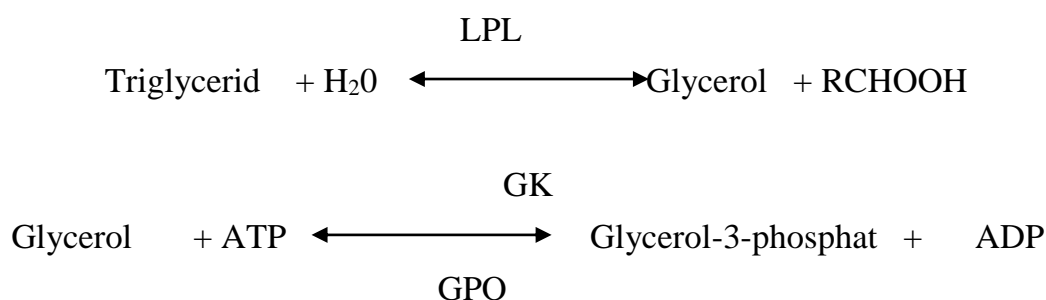 LPL
Triglycerid + H₂0 Glycerol + RCHOOH
GK
Glycerol + ATP Glycerol-3-phosphat + ADP
GPO